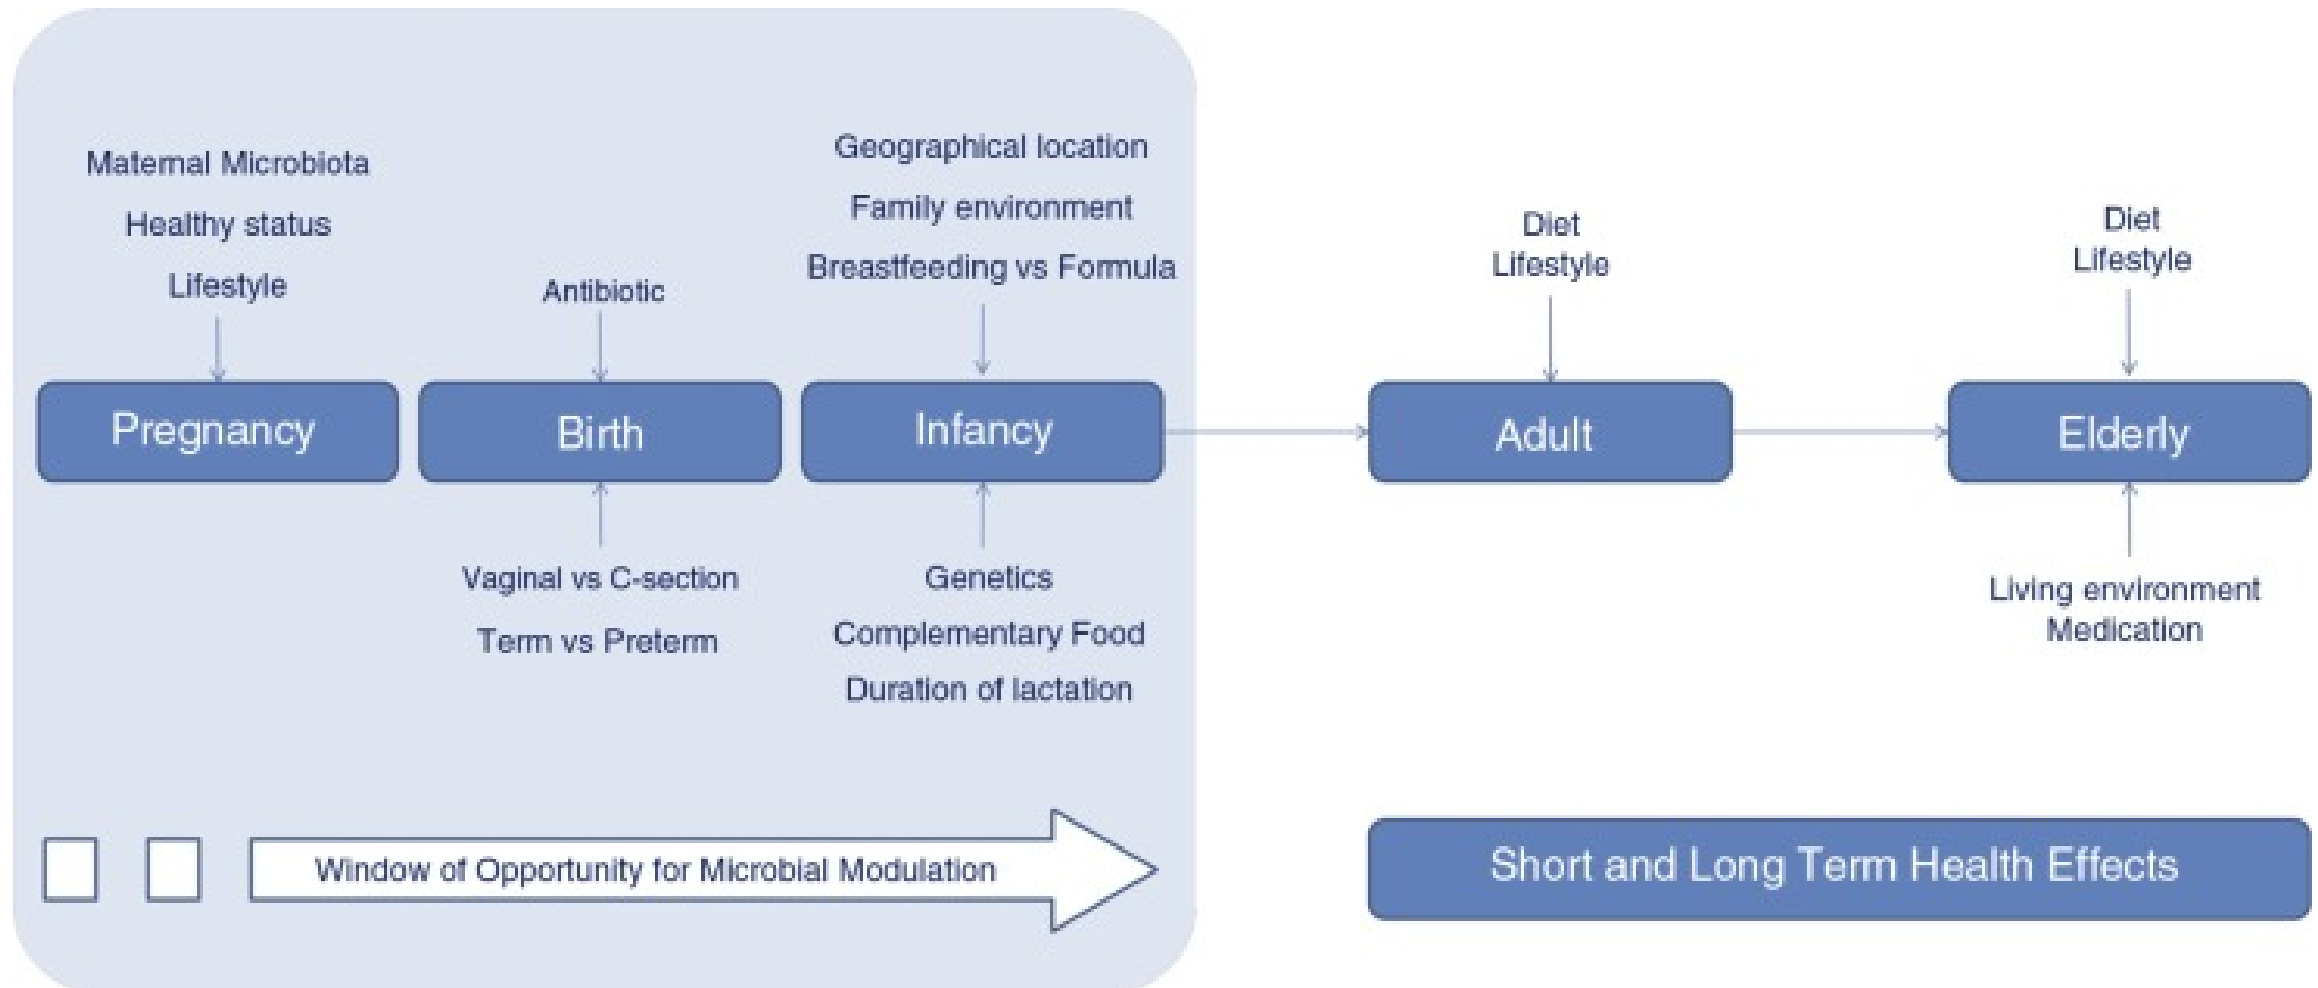 Maternal Microbiota
Healthy status
Lifestyle
Pregnancy
Antibiotic
Birth
Vaginal vs C-section
Term vs Preterm
Geographical location
Family environment
Breastfeeding vs Formula
Infancy
Genetics
Complementary Food
Duration of lactation
Diet
Lifestyle
Adult
Diet
Lifestyle
Elderly
Living environment
Medication
Window of Opportunity for Microbial Modulation
Short and Long Term Health Effects